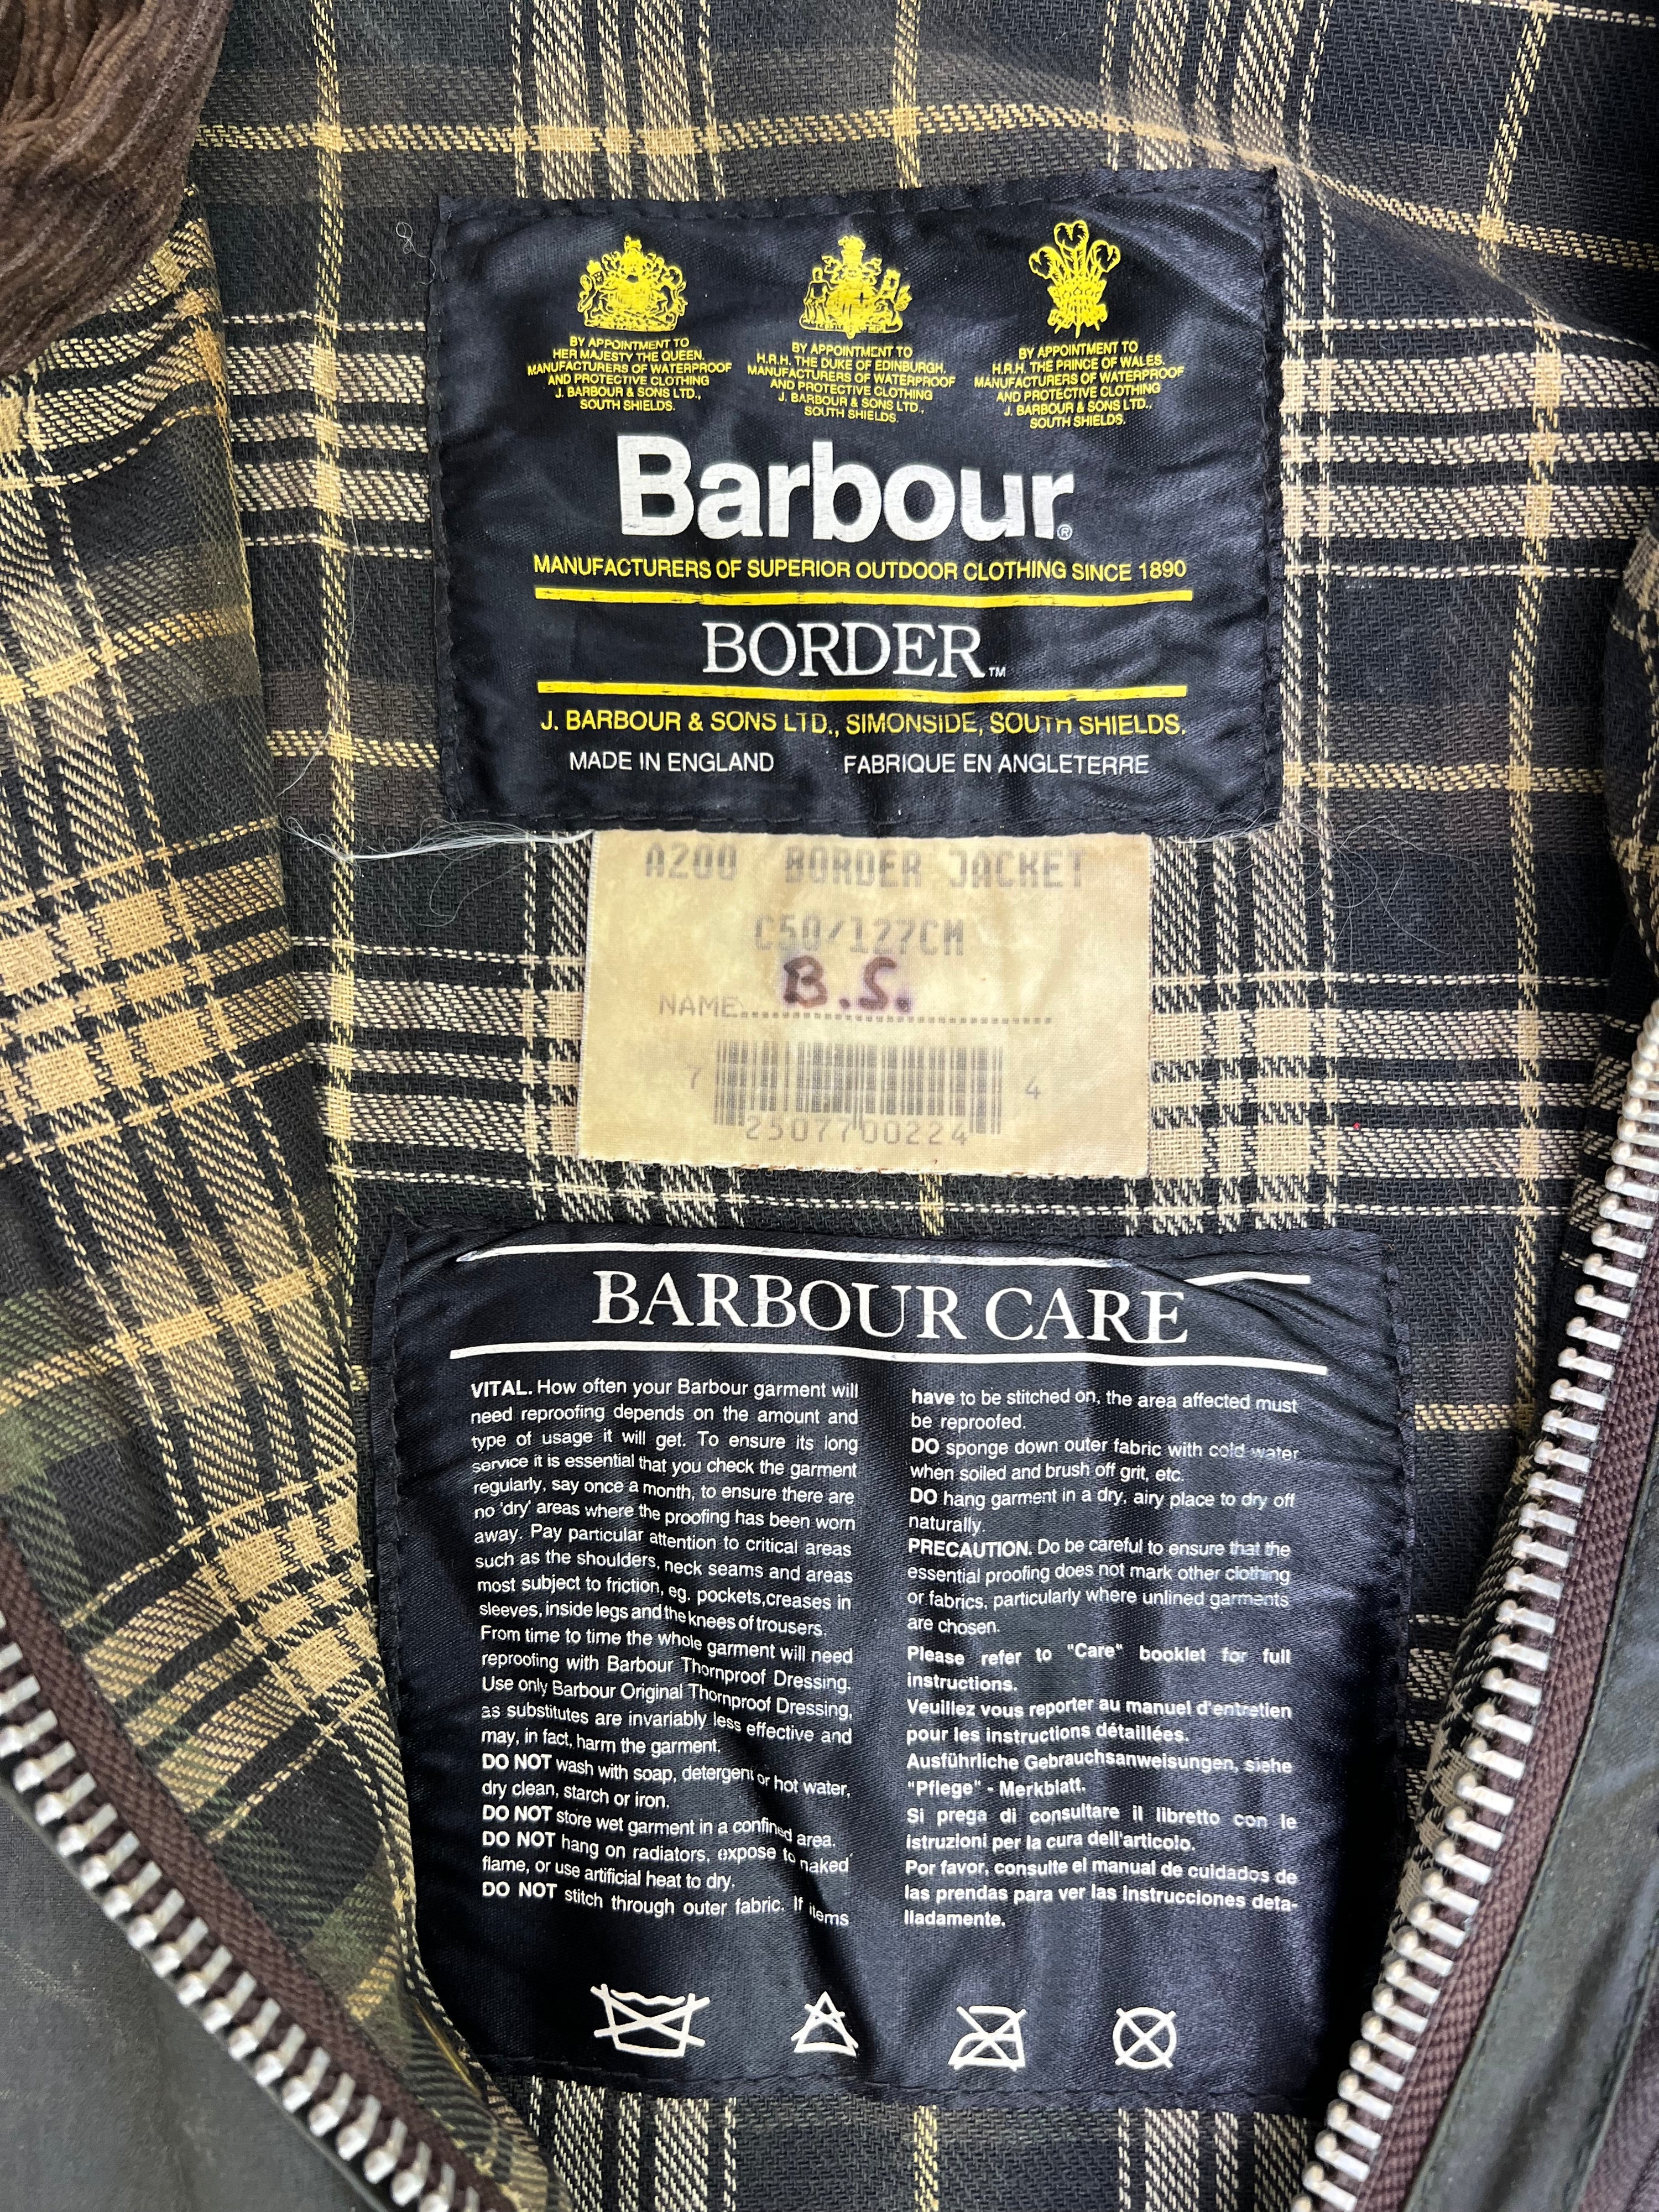 BY APPOINTMENT TO
HER MAJESTY THE QUEEN.
MANUFACTURERS OF WATERPROOF
AND PROTECTIVE CLOTHING
J. BARBOUR & SONS LTD.,
SOUTH SHIELDS.
BY APPOINTMENT TO
H.R.H. THE DUKE OF EDINBURGH.
MANUFACTURERS OF WATERPROOF
AND PROTECTIVE CLOTHING
J. BARBOUR & SONS LTD.,
SOUTH SHIELDS.
BY APPOINTMENT TO
H.R.H. THE PRINCE OF WALES.
MANUFACTURERS OF WATERPROOF
AND PROTECTIVE CLOTHING
J. BARBOUR & SONS LTD.,
SOUTH SHIELDS.
Barbour®
MANUFACTURERS OF SUPERIOR OUTDOOR CLOTHING SINCE 1890
BORDER™
J. BARBOUR & SONS LTD., SIMONSIDE, SOUTH SHIELDS.
MADE IN ENGLAND FABRIQUE EN ANGLETERRE
A200 BORDER JACKET
C50/127CM
NAME B.S.
7 4
2507700224
BARBOUR CARE
VITAL. How often your Barbour garment will
need reproofing depends on the amount and
type of usage it will get. To ensure its long
service it is essential that you check the garment
regularly, say once a month, to ensure there are
no 'dry' areas where the proofing has been worn
away. Pay particular attention to critical areas
such as the shoulders, neck seams and areas
most subject to friction, eg. pockets,creases in
sleeves, inside legs and the knees of trousers.
From time to time the whole garment will need
reproofing with Barbour Thornproof Dressing.
Use only Barbour Original Thornproof Dressing,
as substitutes are invariably less effective and
may, in fact, harm the garment.
DO NOT wash with soap, detergent or hot water,
dry clean, starch or iron.
DO NOT store wet garment in a confined area.
DO NOT hang on radiators, expose to naked
flame, or use artificial heat to dry.
DO NOT stitch through outer fabric. If items
have to be stitched on, the area affected must
be reproofed.
DO sponge down outer fabric with cold water
when soiled and brush off grit, etc.
DO hang garment in a dry, airy place to dry off
naturally.
PRECAUTION. Do be careful to ensure that the
essential proofing does not mark other clothing
or fabrics, particularly where unlined garments
are chosen.
Please refer to "Care" booklet for full
instructions.
Veuillez vous reporter au manuel d'entretien
pour les instructions détaillées.
Ausführliche Gebrauchsanweisungen, siehe
"Pflege" - Merkblatt.
Si prega di consultare il libretto con le
istruzioni per la cura dell'articolo.
Por favor, consulte el manual de cuidados de
las prendas para ver las instrucciones deta-
lladamente.